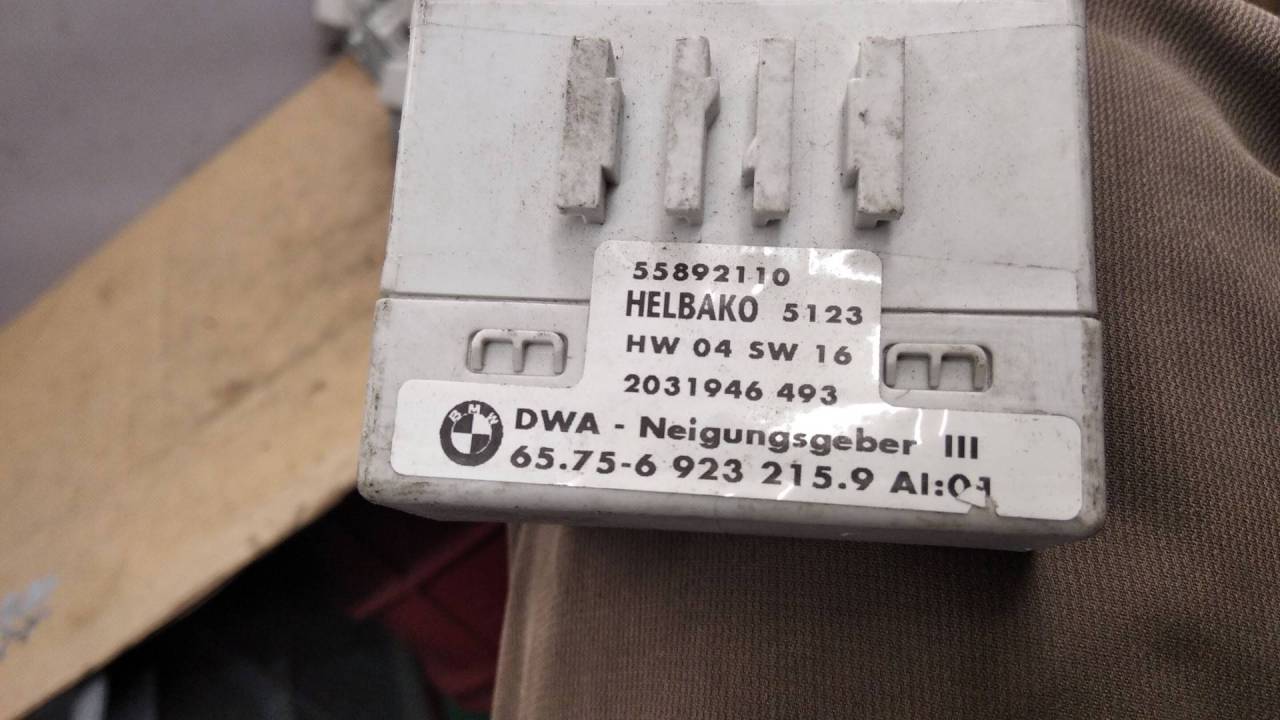 55892110
HELBAKO 5123
HW 04 SW 16
2031946 493
BMW
DWA - Neigungsgeber III
65.75-6 923 215.9 AI:01